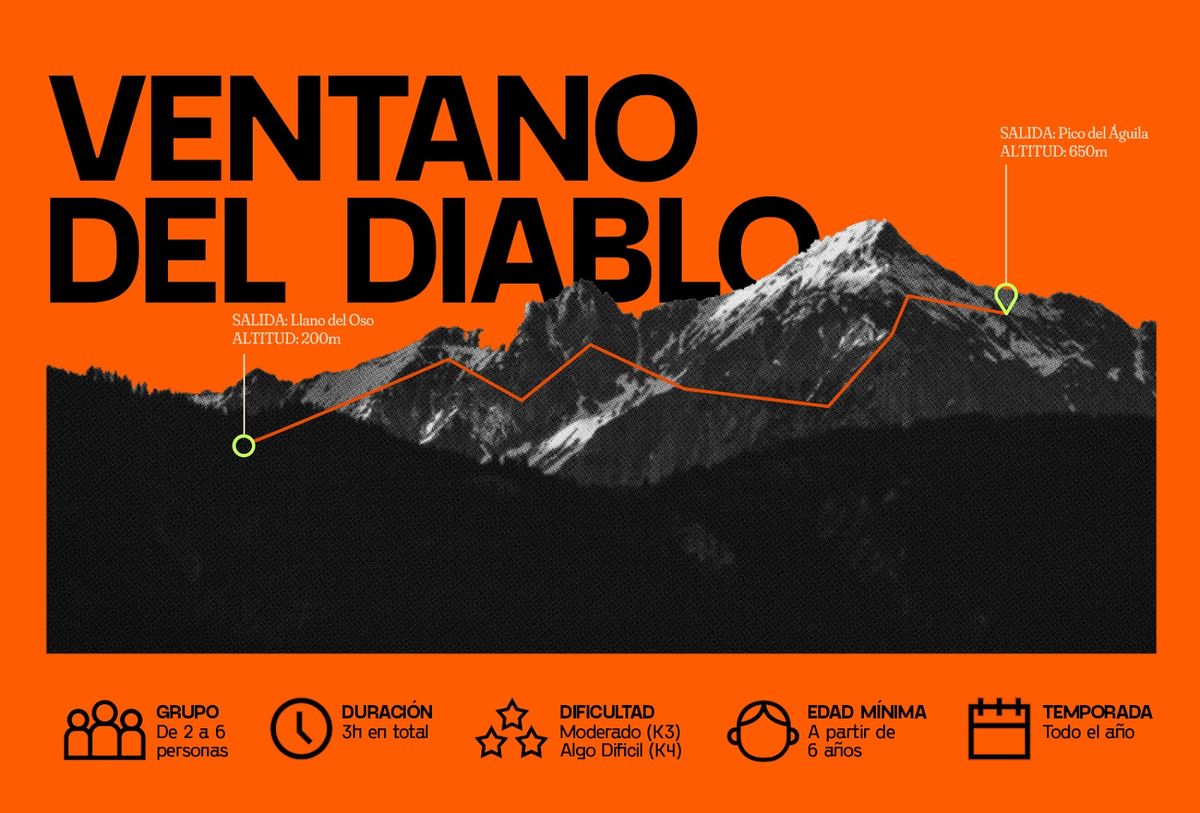 VENTANO
DEL DIABLO
SALIDA: Pico del Águila
ALTITUD: 650m
SALIDA: Llano del Oso
ALTITUD: 200m
GRUPO
De 2 a 6
personas
DURACIÓN
3h en total
DIFICULTAD
Moderado (K3)
Algo Difícil (K4)
EDAD MÍNIMA
A partir de
6 años
TEMPORADA
Todo el año